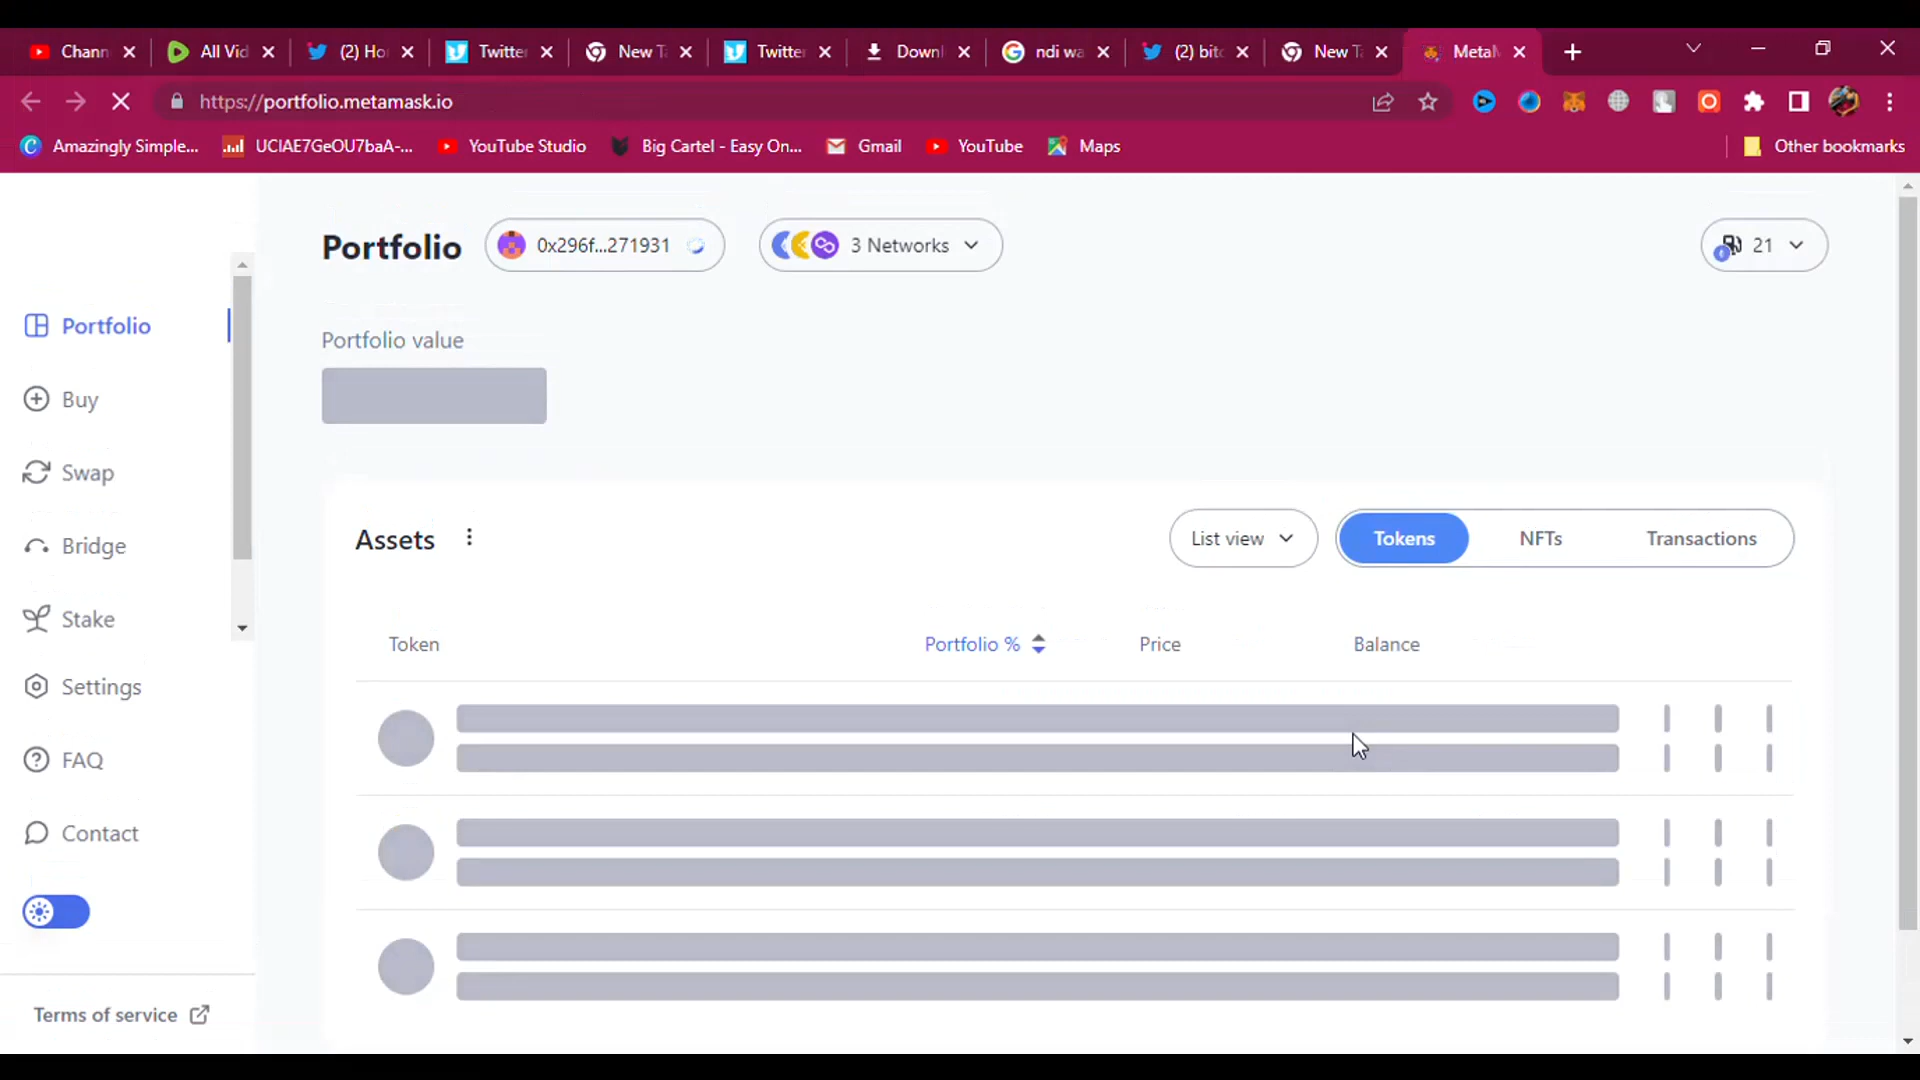 Chann
All Vid
(2) Ho
Twitte
New T
Twitte
Downl
ndi wa
(2) bitc
New Ta
MetaM
https://portfolio.metamask.io
Amazingly Simple...
UCIAE7GeOU7baA-...
YouTube Studio
Big Cartel - Easy On...
Gmail
YouTube
Maps
Other bookmarks
Portfolio
0x296f...271931
3 Networks
21
Portfolio
Portfolio value
Buy
Swap
Bridge
Stake
Settings
FAQ
Contact
Terms of service
Assets
List view
Tokens
NFTs
Transactions
Token
Portfolio %
Price
Balance